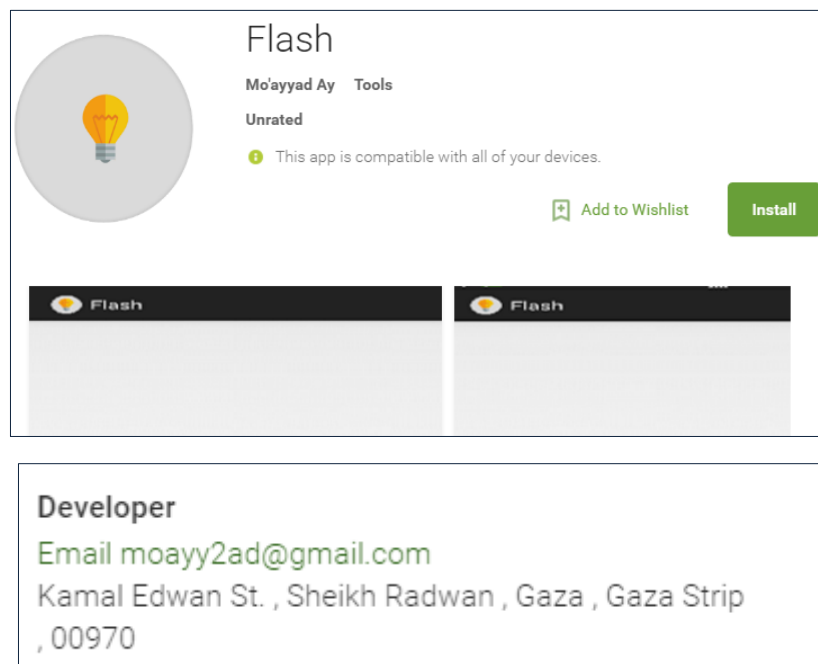 Flash
Mo'ayyad Ay Tools
Unrated
This app is compatible with all of your devices.
Add to Wishlist Install
Flash Flash
Developer
Email moayy2ad@gmail.com
Kamal Edwan St. , Sheikh Radwan , Gaza , Gaza Strip
, 00970